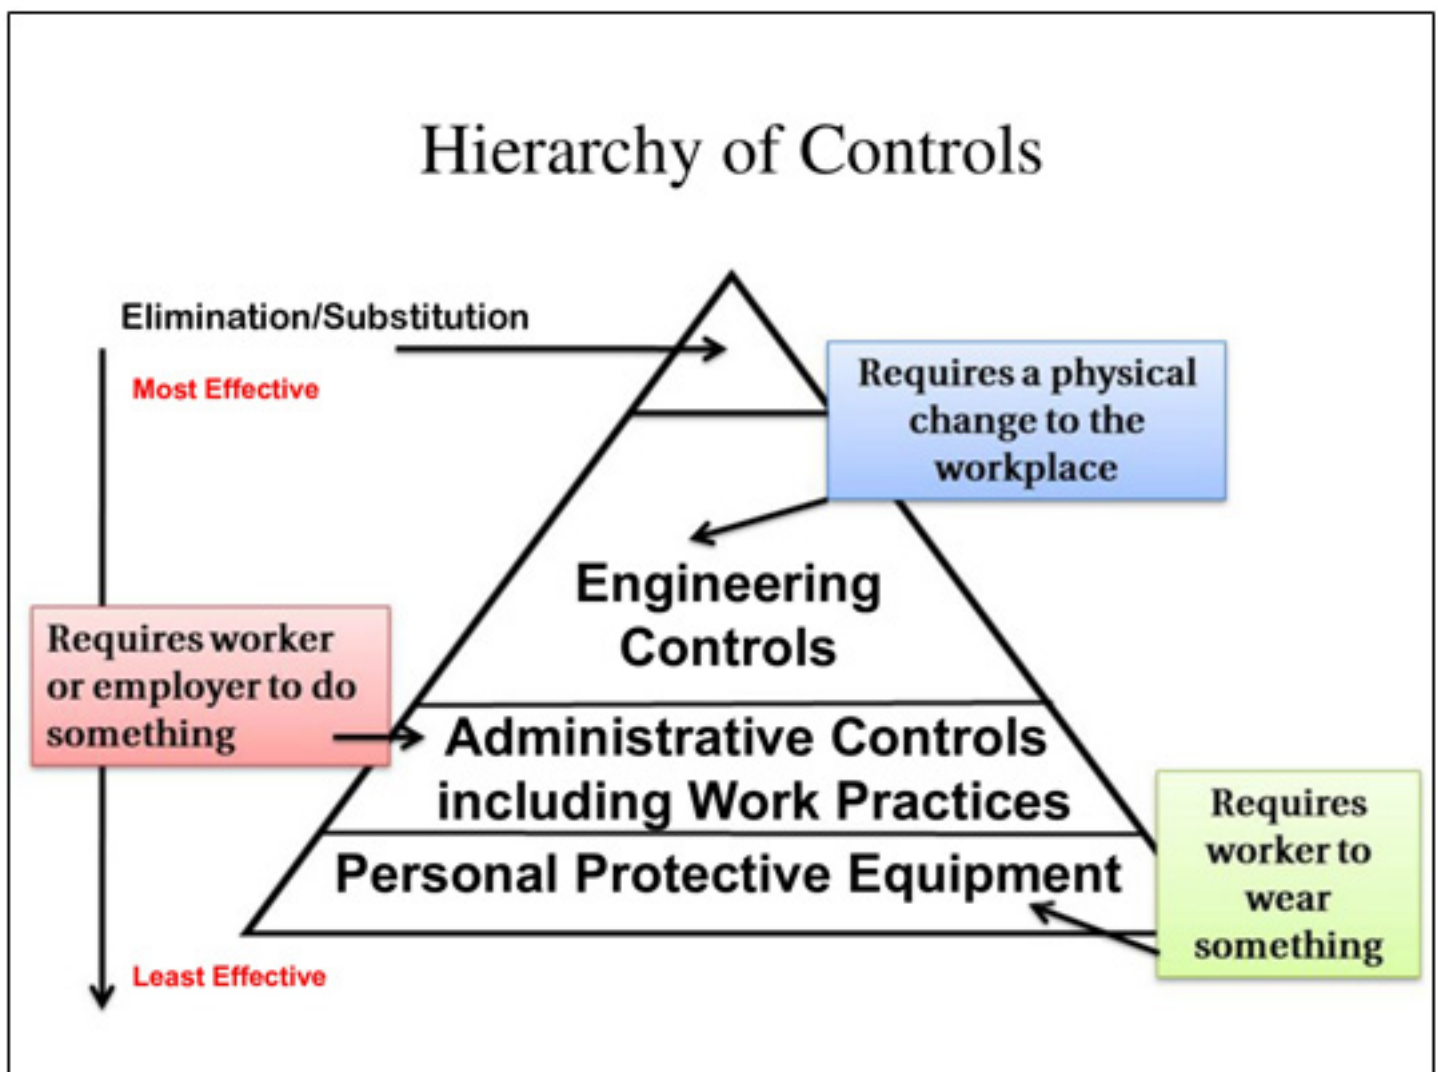 Hierarchy of Controls
Elimination/Substitution
Most Effective
Requires a physical
change to the
workplace
Engineering
Controls
Requires worker
or employer to do
something
Administrative Controls
including Work Practices
Requires
worker to
wear
something
Personal Protective Equipment
Least Effective